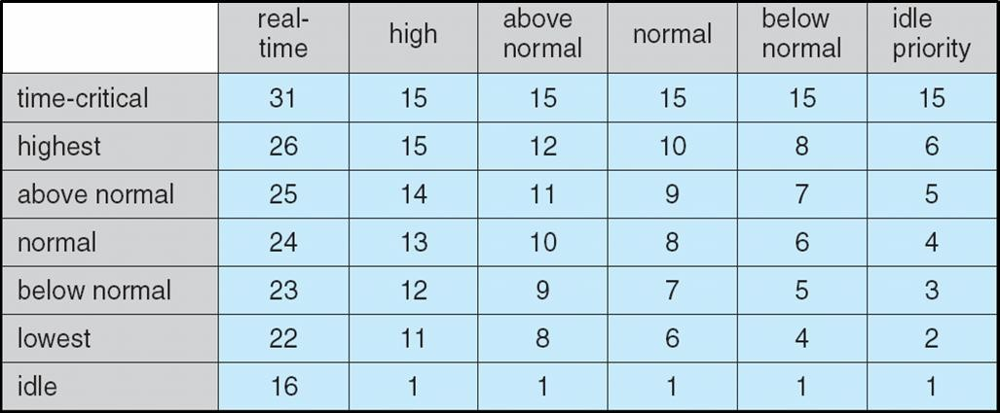 real-time high above normal normal below normal idle priority
time-critical 31 15 15 15 15 15
highest 26 15 12 10 8 6
above normal 25 14 11 9 7 5
normal 24 13 10 8 6 4
below normal 23 12 9 7 5 3
lowest 22 11 8 6 4 2
idle 16 1 1 1 1 1